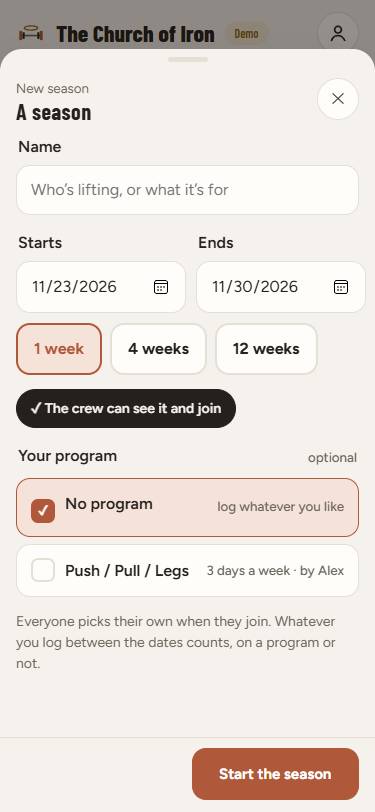 The Church of Iron Demo
New season
A season
Name
Who's lifting, or what it's for
Starts Ends
11/23/2026 11/30/2026
1 week 4 weeks 12 weeks
✓ The crew can see it and join
Your program optional
No program log whatever you like
Push / Pull / Legs 3 days a week · by Alex
Everyone picks their own when they join. Whatever
you log between the dates counts, on a program or
not.
Start the season